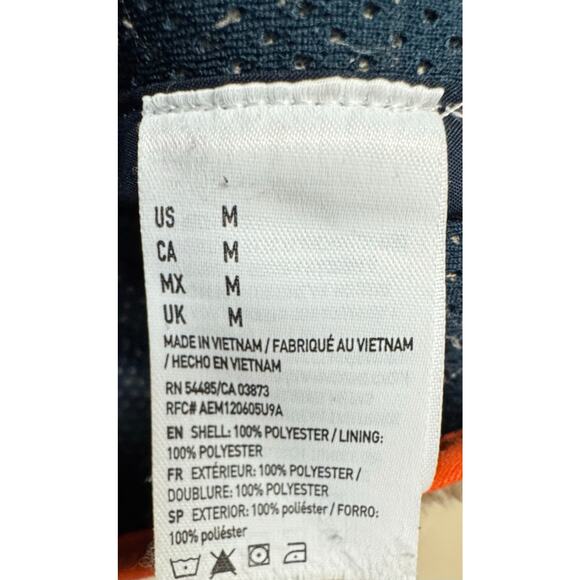 US M
CA M
MX M
UK M
MADE IN VIETNAM / FABRIQUÉ AU VIETNAM
/ HECHO EN VIETNAM
RN 54485/CA 03873
RFC# AEM120605U9A
EN SHELL: 100% POLYESTER / LINING:
100% POLYESTER
FR EXTÉRIEUR: 100% POLYESTER /
DOUBLURE: 100% POLYESTER
SP EXTERIOR: 100% poliéster / FORRO:
100% poliéster